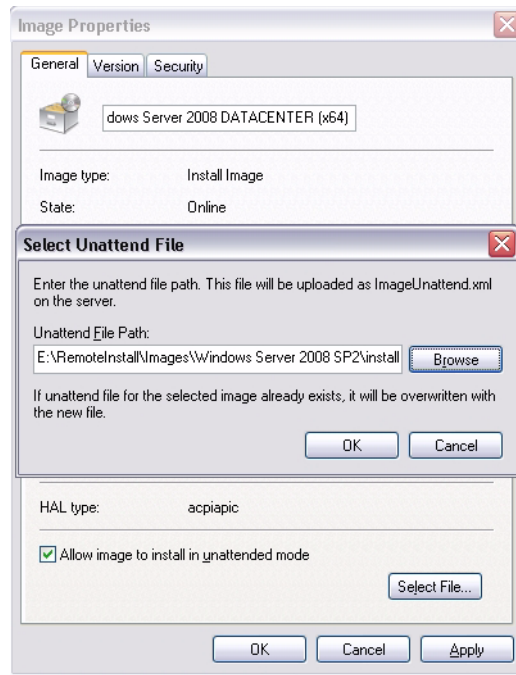 Image Properties
General Version Security
dows Server 2008 DATACENTER (x64)
Image type: Install Image
State: Online
Select Unattend File
Enter the unattend file path. This file will be uploaded as ImageUnattend.xml
on the server.
Unattend File Path:
E:\RemoteInstall\Images\Windows Server 2008 SP2\install Browse
If unattend file for the selected image already exists, it will be overwritten with
the new file.
OK Cancel
HAL type: acpiapic
Allow image to install in unattended mode
Select File...
OK Cancel Apply